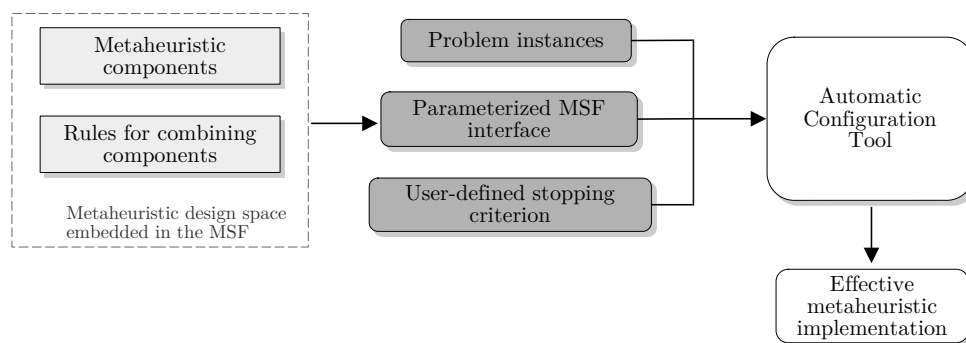 Metaheuristic
components
Rules for combining
components
Metaheuristic design space
embedded in the MSF
Problem instances
Parameterized MSF
interface
User-defined stopping
criterion
Automatic
Configuration
Tool
Effective
metaheuristic
implementation